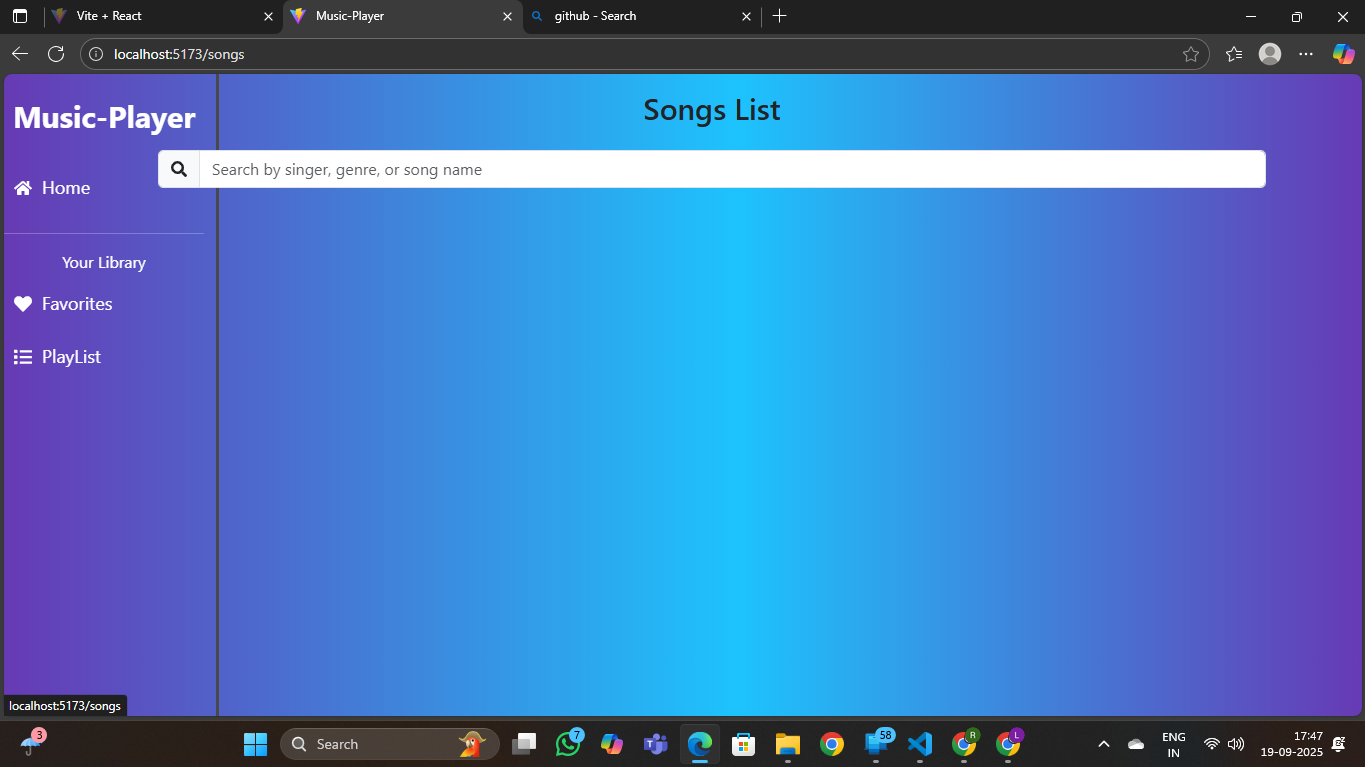 Vite + React
Music-Player
github - Search
localhost:5173/songs
Music-Player
Songs List
Search by singer, genre, or song name
Home
Your Library
Favorites
PlayList
localhost:5173/songs
3
Search
7
58
R
L
ENG
IN
17:47
19-09-2025